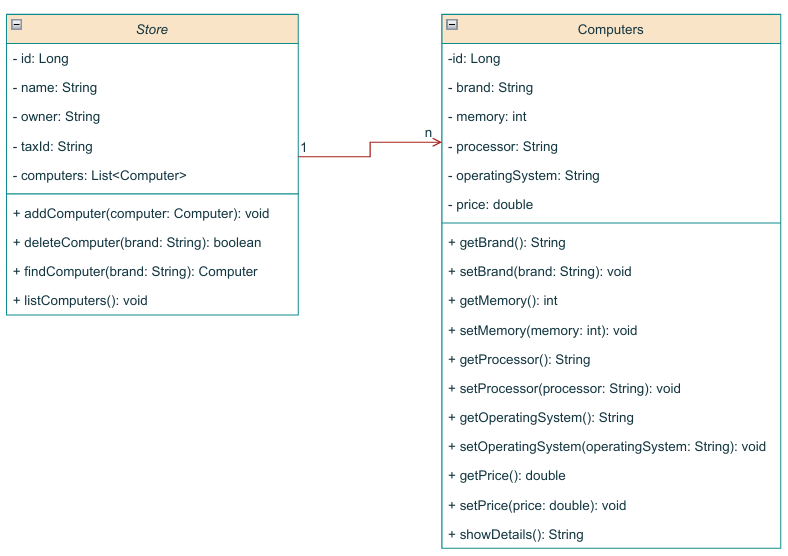 Store
- id: Long
- name: String
- owner: String
- taxId: String
- computers: List<Computer>
+ addComputer(computer: Computer): void
+ deleteComputer(brand: String): boolean
+ findComputer(brand: String): Computer
+ listComputers(): void
1
n
Computers
-id: Long
- brand: String
- memory: int
- processor: String
- operatingSystem: String
- price: double
+ getBrand(): String
+ setBrand(brand: String): void
+ getMemory(): int
+ setMemory(memory: int): void
+ getProcessor(): String
+ setProcessor(processor: String): void
+ getOperatingSystem(): String
+ setOperatingSystem(operatingSystem: String): void
+ getPrice(): double
+ setPrice(price: double): void
+ showDetails(): String